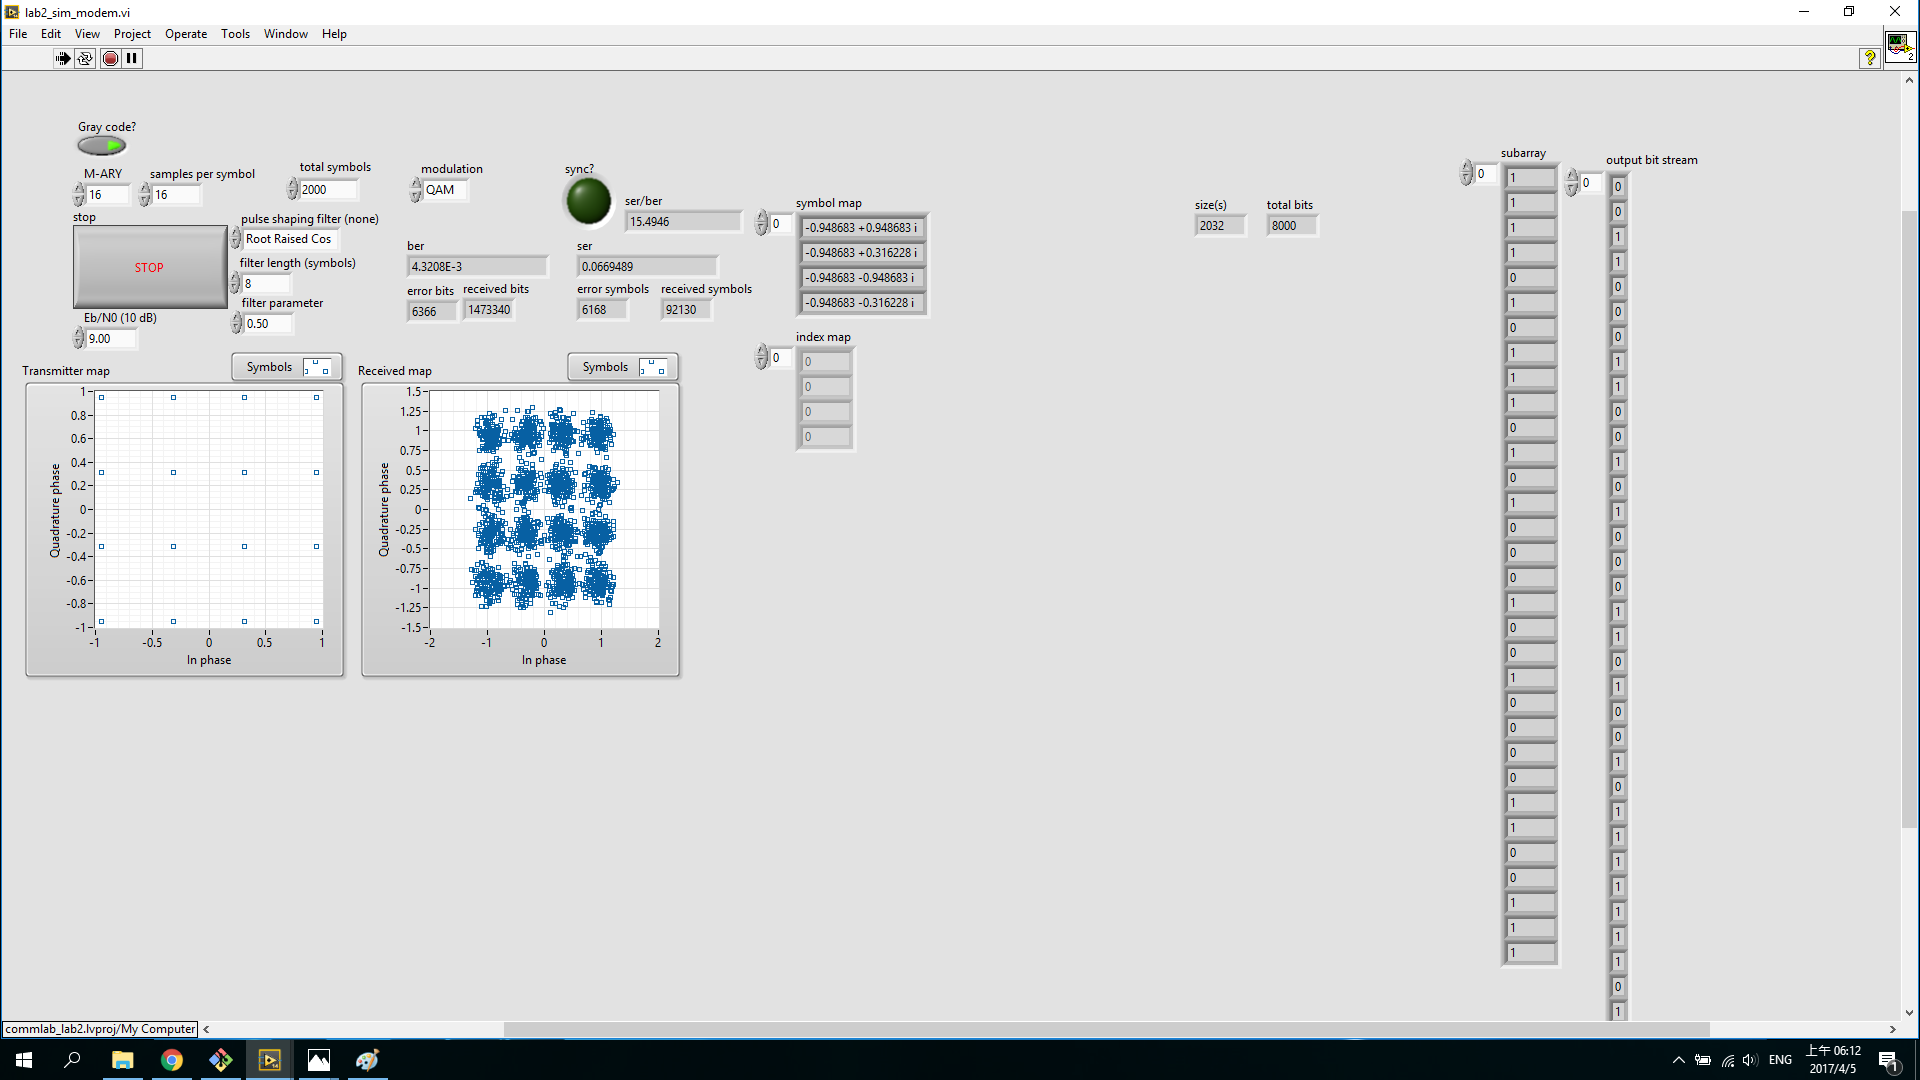 lab2_sim_modem.vi
File Edit View Project Operate Tools Window Help
2
Gray code?
M-ARY
16
samples per symbol
16
total symbols
2000
modulation
QAM
sync?
ser/ber
15.4946
stop
STOP
pulse shaping filter (none)
Root Raised Cos
filter length (symbols)
8
filter parameter
0.50
Eb/N0 (10 dB)
9.00
ber
4.3208E-3
error bits
6366
received bits
1473340
ser
0.0669489
error symbols
6168
received symbols
92130
symbol map
0
-0.948683 +0.948683 i
-0.948683 +0.316228 i
-0.948683 -0.948683 i
-0.948683 -0.316228 i
index map
0
0
0
0
0
size(s)
2032
total bits
8000
Transmitter map
Symbols
Quadrature phase
1
0.8
0.6
0.4
0.2
0
-0.2
-0.4
-0.6
-0.8
-1
-1 -0.5 0 0.5 1
In phase
Received map
Symbols
Quadrature phase
1.5
1.25
1
0.75
0.5
0.25
0
-0.25
-0.5
-0.75
-1
-1.25
-1.5
-2 -1 0 1 2
In phase
subarray
0
1
1
1
1
0
1
0
1
1
1
0
1
0
1
0
0
0
1
0
0
1
0
0
0
0
1
1
0
0
1
1
1
output bit stream
0
0
0
1
1
0
0
0
1
1
0
0
1
0
1
0
0
0
1
1
0
1
0
0
1
0
1
1
1
1
1
1
1
0
1
commlab_lab2.lvproj/My Computer
ENG
上午 06:12
2017/4/5
1